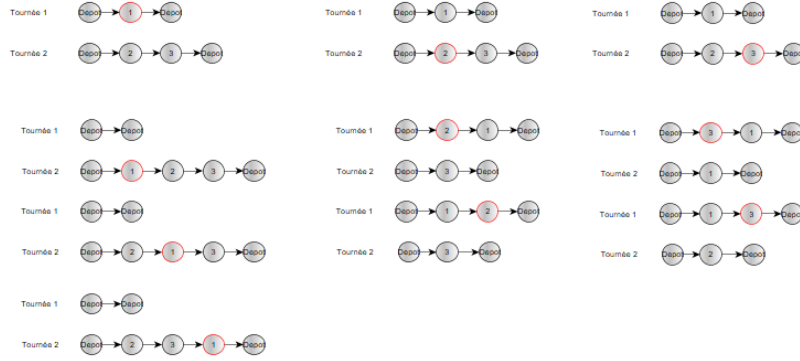 Tournée 1 Depot 1 Depot
Tournée 2 Depot 2 3 Depot
Tournée 1 Depot 1 Depot
Tournée 2 Depot 2 3 Depot
Tournée 1 Depot 1 Depot
Tournée 2 Depot 2 3 Depot
Tournée 1 Depot Depot
Tournée 2 Depot 1 2 3 Depot
Tournée 1 Depot Depot
Tournée 2 Depot 2 1 3 Depot
Tournée 1 Depot Depot
Tournée 2 Depot 2 3 1 Depot
Tournée 1 Depot 2 1 Depot
Tournée 2 Depot 3 Depot
Tournée 1 Depot 1 2 Depot
Tournée 2 Depot 3 Depot
Tournée 1 Depot 3 1 Depot
Tournée 2 Depot 1 Depot
Tournée 1 Depot 1 3 Depot
Tournée 2 Depot 2 Depot